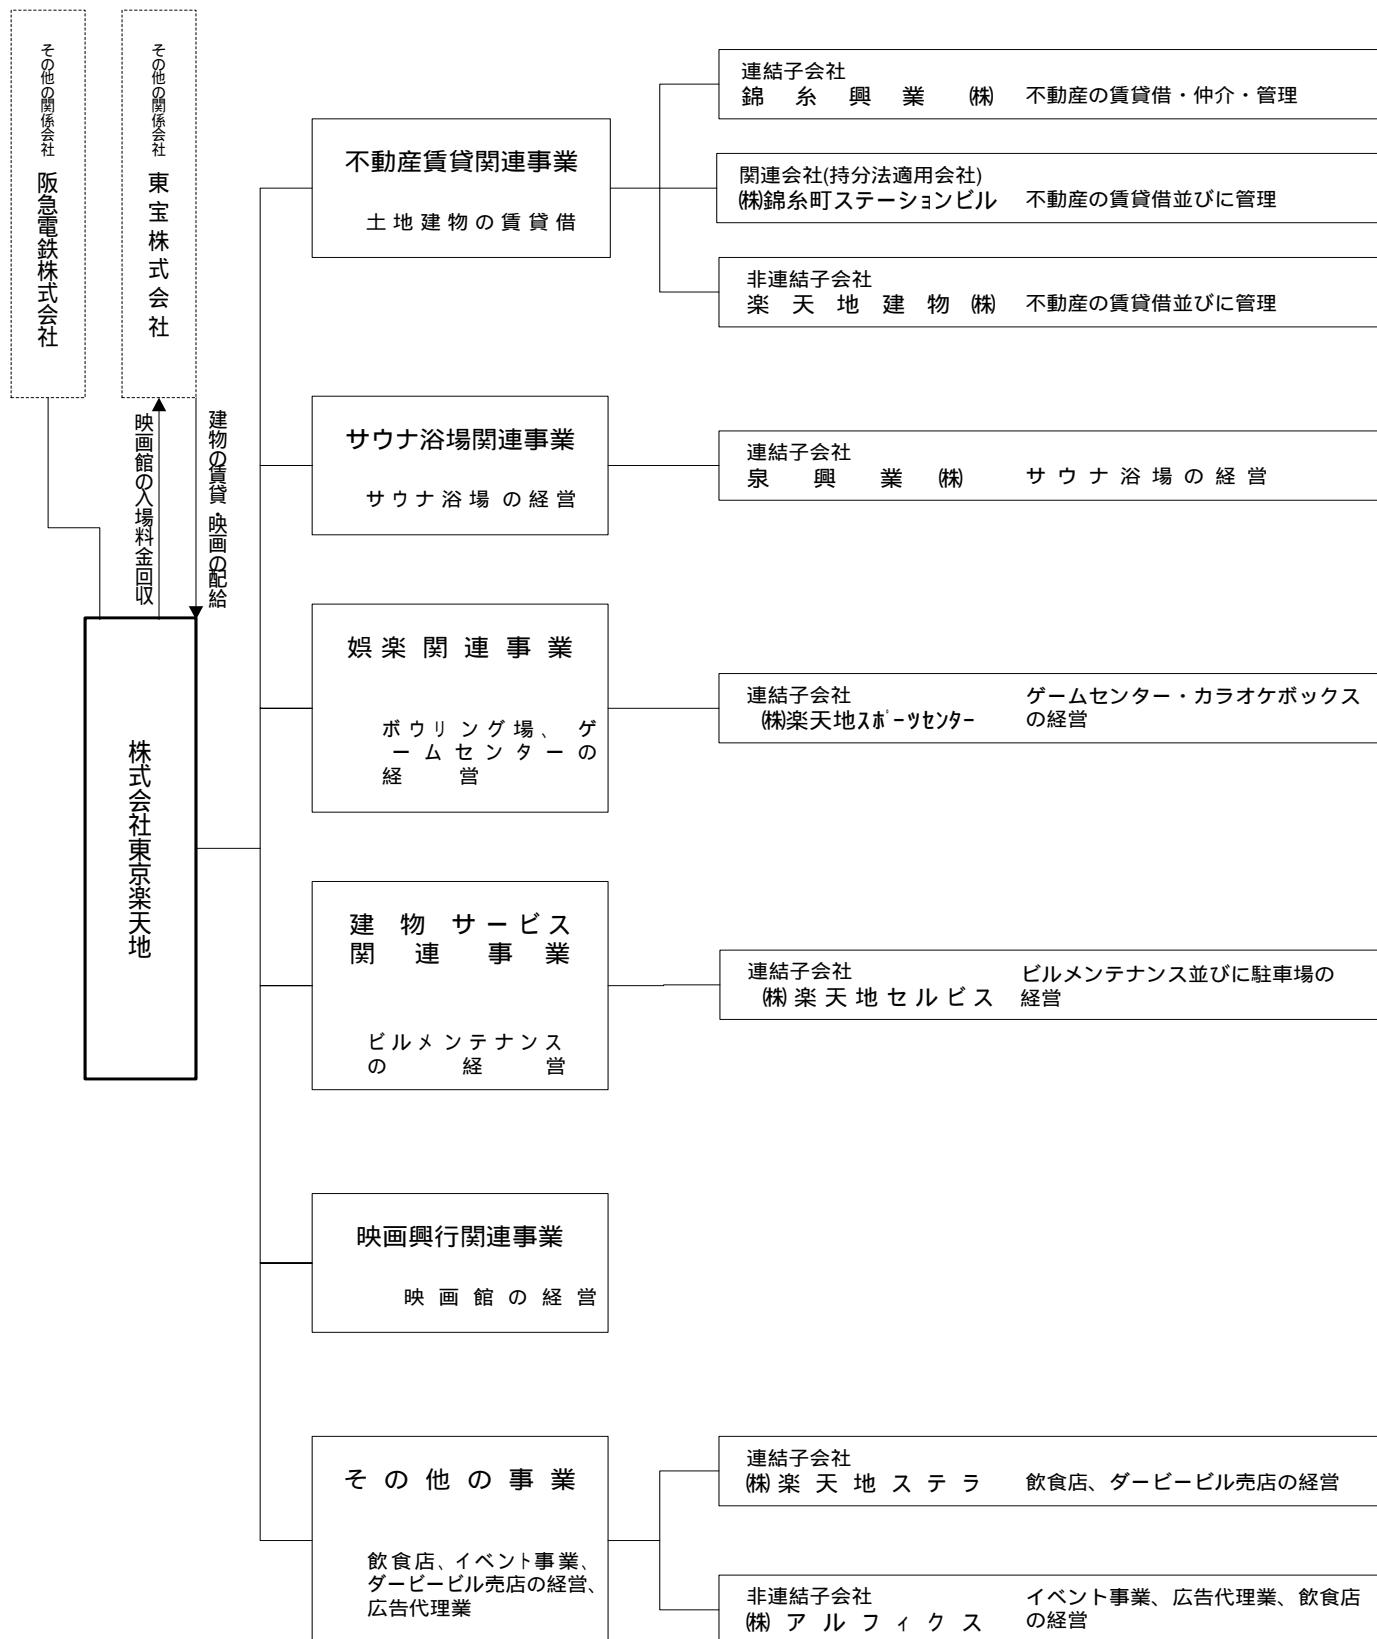 その他の関係会社 阪急電鉄株式会社
その他の関係会社 東宝株式会社
映画館の入場料金回収
建物の賃貸・映画の配給
株式会社東京楽天地
不動産賃貸関連事業
土地建物の賃貸借
連結子会社
錦糸興業㈱ 不動産の賃貸借・仲介・管理
関連会社(持分法適用会社)
㈱錦糸町ステーションビル 不動産の賃貸借並びに管理
非連結子会社
楽天地建物㈱ 不動産の賃貸借並びに管理
サウナ浴場関連事業
サウナ浴場の経営
連結子会社
泉興業㈱ サウナ浴場の経営
娯楽関連事業
ボウリング場、ゲ
ームセンターの
経営
連結子会社
㈱楽天地スポーツセンター
ゲームセンター・カラオケボックス
の経営
建物サービス
関連事業
ビルメンテナンス
の経営
連結子会社
㈱楽天地セルビス
ビルメンテナンス並びに駐車場の
経営
映画興行関連事業
映画館の経営
その他の事業
飲食店、イベント事業、
ダービービル売店の経営、
広告代理業
連結子会社
㈱楽天地ステラ 飲食店、ダービービル売店の経営
非連結子会社
㈱アルフィクス
イベント事業、広告代理業、飲食店
の経営